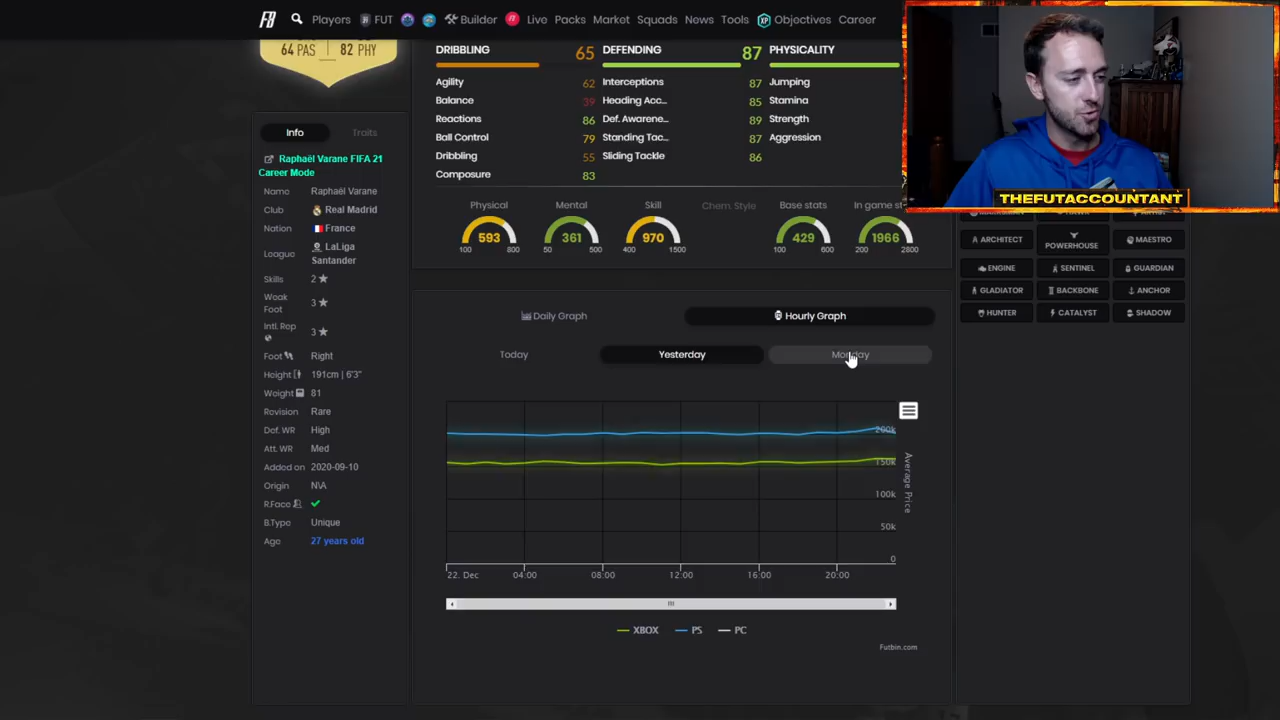 F8 Players FUT Builder Live Packs Market Squads News Tools XP Objectives Career
64 PAS 82 PHY
DRIBBLING 65 DEFENDING 87 PHYSICALITY
Agility 62 Interceptions 87 Jumping
Balance 39 Heading Acc... 85 Stamina
Reactions 86 Def. Awarene... 89 Strength
Ball Control 79 Standing Tac... 87 Aggression
Dribbling 55 Sliding Tackle 86
Composure 83
THEFUTACCOUNTANT
Info Traits
Raphaël Varane FIFA 21
Career Mode
Name Raphaël Varane
Club Real Madrid
Nation France
League LaLiga
Santander
Skills 2
Weak
Foot 3
Intl. Rep 3
Foot Right
Height 191cm | 6'3"
Weight 81
Revision Rare
Def. WR High
Att. WR Med
Added on 2020-09-10
Origin N\A
R.Face
B.Type Unique
Age 27 years old
Physical Mental Skill Chem. Style Base stats In game st
593 361 970 429 1966
100 800 50 500 400 1500 100 600 200 2800
ARCHITECT POWERHOUSE MAESTRO
ENGINE SENTINEL GUARDIAN
GLADIATOR BACKBONE ANCHOR
HUNTER CATALYST SHADOW
Daily Graph Hourly Graph
Today Yesterday Monday
200k
150k
100k
50k
0
Average Price
22. Dec 04:00 08:00 12:00 16:00 20:00
XBOX PS PC
Futbin.com